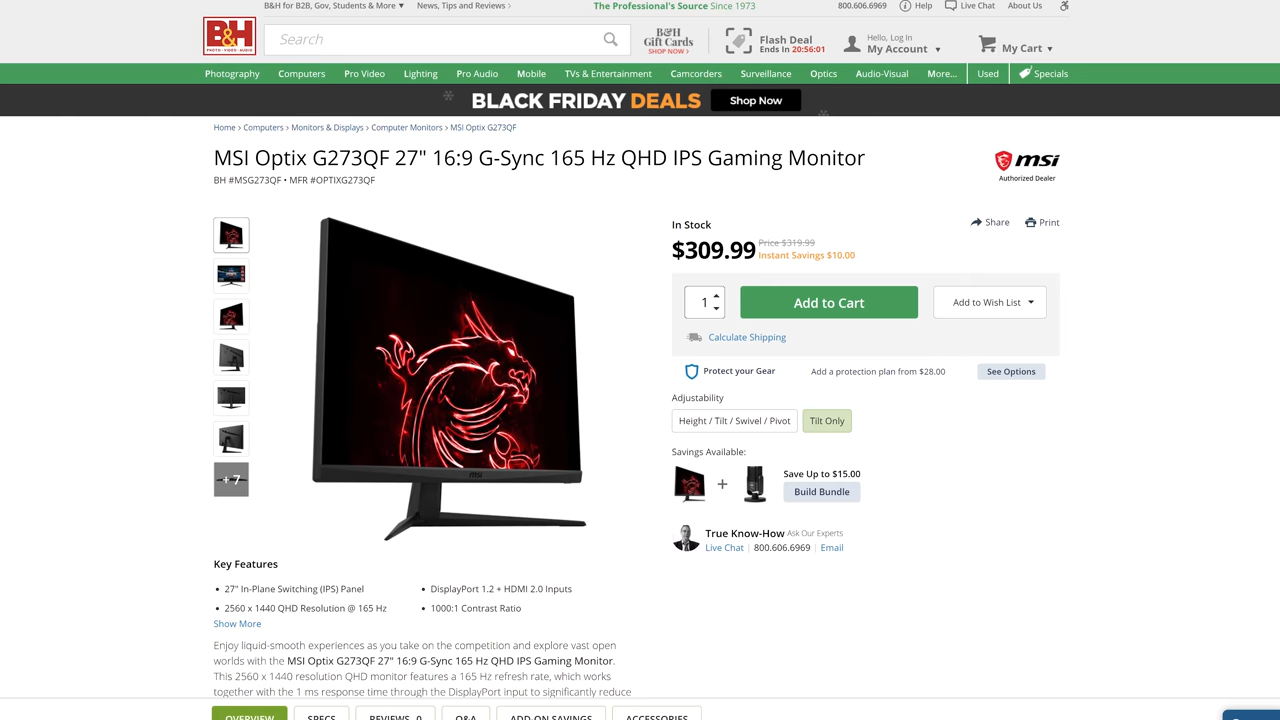 B&H for B2B, Gov, Students & More ▼ News, Tips and Reviews > The Professional's Source Since 1973 800.606.6969 Help Live Chat About Us
B&H
PHOTO • VIDEO • AUDIO
Search
B&H
Gift Cards
SHOP NOW >
Flash Deal
Ends In 20:56:01
Hello, Log In
My Account ▼
My Cart ▼
Photography Computers Pro Video Lighting Pro Audio Mobile TVs & Entertainment Camcorders Surveillance Optics Audio-Visual More... Used Specials
BLACK FRIDAY DEALS Shop Now
Home > Computers > Monitors & Displays > Computer Monitors > MSI Optix G273QF
MSI Optix G273QF 27" 16:9 G-Sync 165 Hz QHD IPS Gaming Monitor
BH #MSG273QF • MFR #OPTIXG273QF
msi
Authorized Dealer
In Stock
Share Print
$309.99 Price $319.99
Instant Savings $10.00
1 Add to Cart Add to Wish List ▼
Calculate Shipping
Protect your Gear Add a protection plan from $28.00 See Options
Adjustability
Height / Tilt / Swivel / Pivot Tilt Only
Savings Available:
+ Save Up to $15.00
Build Bundle
True Know-How Ask Our Experts
Live Chat | 800.606.6969 | Email
+ 7
msi
Key Features
• 27" In-Plane Switching (IPS) Panel
• 2560 x 1440 QHD Resolution @ 165 Hz
• DisplayPort 1.2 + HDMI 2.0 Inputs
• 1000:1 Contrast Ratio
Show More
Enjoy liquid-smooth experiences as you take on the competition and explore vast open
worlds with the MSI Optix G273QF 27" 16:9 G-Sync 165 Hz QHD IPS Gaming Monitor.
This 2560 x 1440 resolution QHD monitor features a 165 Hz refresh rate, which works
together with the 1 ms response time through the DisplayPort input to significantly reduce
OVERVIEW SPECS REVIEWS 0 Q&A ADD-ON SAVINGS ACCESSORIES